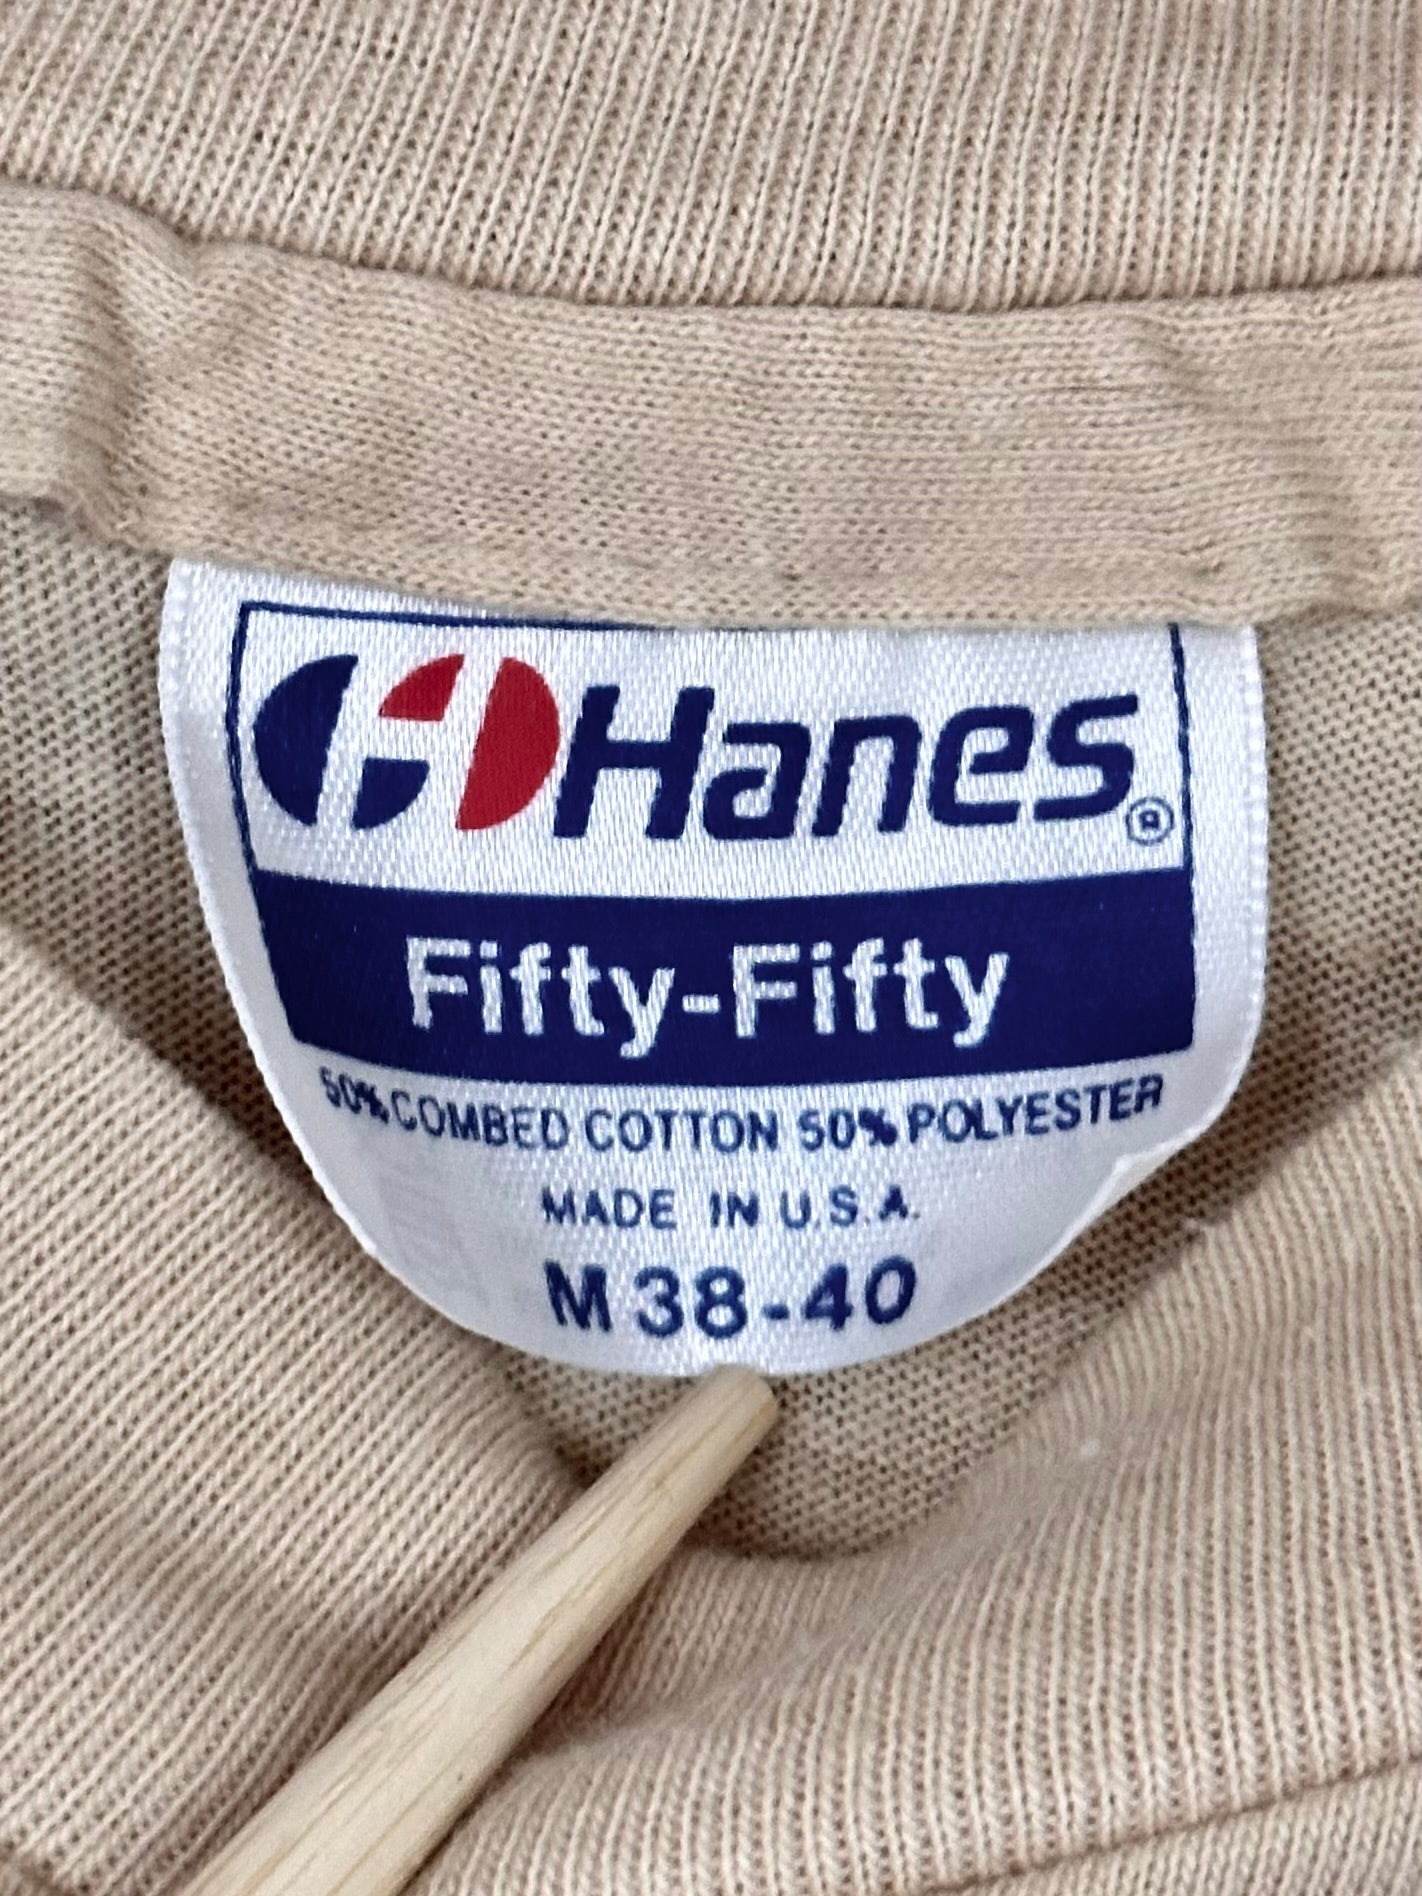 Hanes®
Fifty-Fifty
50% COMBED COTTON 50% POLYESTER
MADE IN U.S.A.
M 38-40